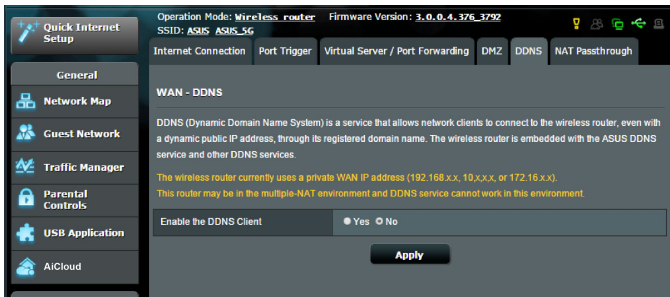 Quick Internet
Setup
Operation Mode: Wireless router Firmware Version: 3.0.0.4.376_3792
SSID: ASUS ASUS_5G
Internet Connection Port Trigger Virtual Server / Port Forwarding DMZ DDNS NAT Passthrough
General
Network Map
Guest Network
Traffic Manager
Parental
Controls
USB Application
AiCloud
WAN - DDNS
DDNS (Dynamic Domain Name System) is a service that allows network clients to connect to the wireless router, even with
a dynamic public IP address, through its registered domain name. The wireless router is embedded with the ASUS DDNS
service and other DDNS services.
The wireless router currently uses a private WAN IP address (192.168.x.x, 10,x,x,x, or 172.16.x.x).
This router may be in the multiple-NAT environment and DDNS service cannot work in this environment.
Enable the DDNS Client Yes No
Apply